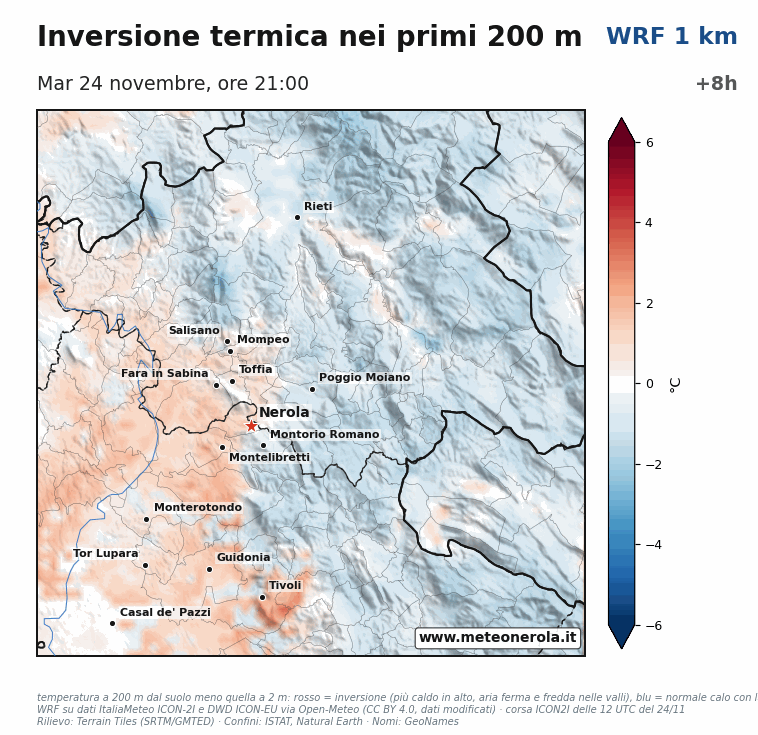 Inversione termica nei primi 200 m WRF 1 km
Mar 24 novembre, ore 21:00 +8h
Rieti
Salisano
Mompeo
Toffia
Fara in Sabina
Poggio Moiano
Nerola
Montorio Romano
Montelibretti
Monterotondo
Tor Lupara
Guidonia
Tivoli
Casal de' Pazzi
www.meteonerola.it
6
4
2
0
−2
−4
−6
°C
temperatura a 200 m dal suolo meno quella a 2 m: rosso = inversione (più caldo in alto, aria ferma e fredda nelle valli), blu = normale calo con l
WRF su dati ItaliaMeteo ICON-2I e DWD ICON-EU via Open-Meteo (CC BY 4.0, dati modificati) · corsa ICON2I delle 12 UTC del 24/11
Rilievo: Terrain Tiles (SRTM/GMTED) · Confini: ISTAT, Natural Earth · Nomi: GeoNames